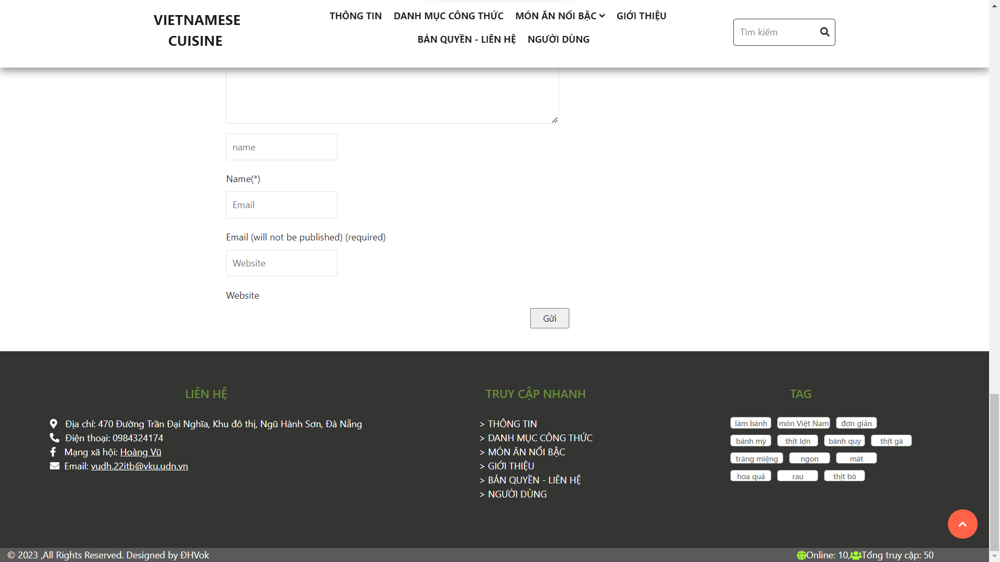 VIETNAMESE
CUISINE
THÔNG TIN DANH MỤC CÔNG THỨC MÓN ĂN NỔI BẬC GIỚI THIỆU
BẢN QUYỀN - LIÊN HỆ NGƯỜI DÙNG
Tìm kiếm
name
Name(*)
Email
Email (will not be published) (required)
Website
Website
Gửi
LIÊN HỆ
Địa chỉ: 470 Đường Trần Đại Nghĩa, Khu đô thị, Ngũ Hành Sơn, Đà Nẵng
Điện thoại: 0984324174
Mạng xã hội: Hoàng Vũ
Email: vudh.22itb@vku.udn.vn
TRUY CẬP NHANH
> THÔNG TIN
> DANH MỤC CÔNG THỨC
> MÓN ĂN NỔI BẬC
> GIỚI THIỆU
> BẢN QUYỀN - LIÊN HỆ
> NGƯỜI DÙNG
TAG
làm bánh món Việt Nam đơn giản
bánh mỳ thịt lợn bánh quy thịt gà
tráng miệng ngon mát
hoa quả rau thịt bò
© 2023 ,All Rights Reserved. Designed by ĐHVok
Online: 10, Tổng truy cập: 50